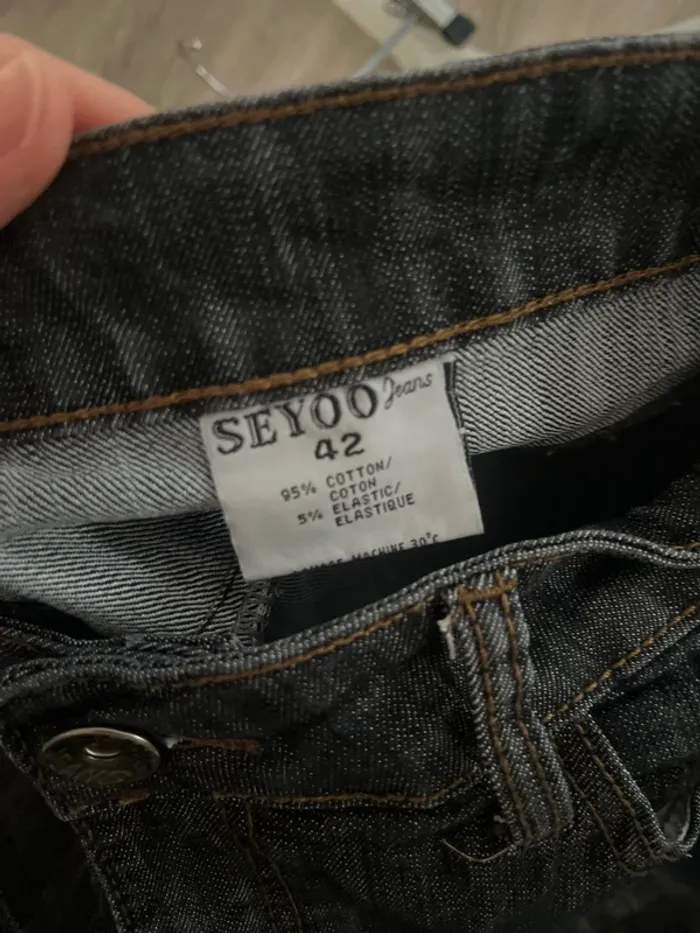 SEYOO Jeans
42
95% COTTON/
COTON
5% ELASTIC/
ELASTIQUE
MACHINE 30°c